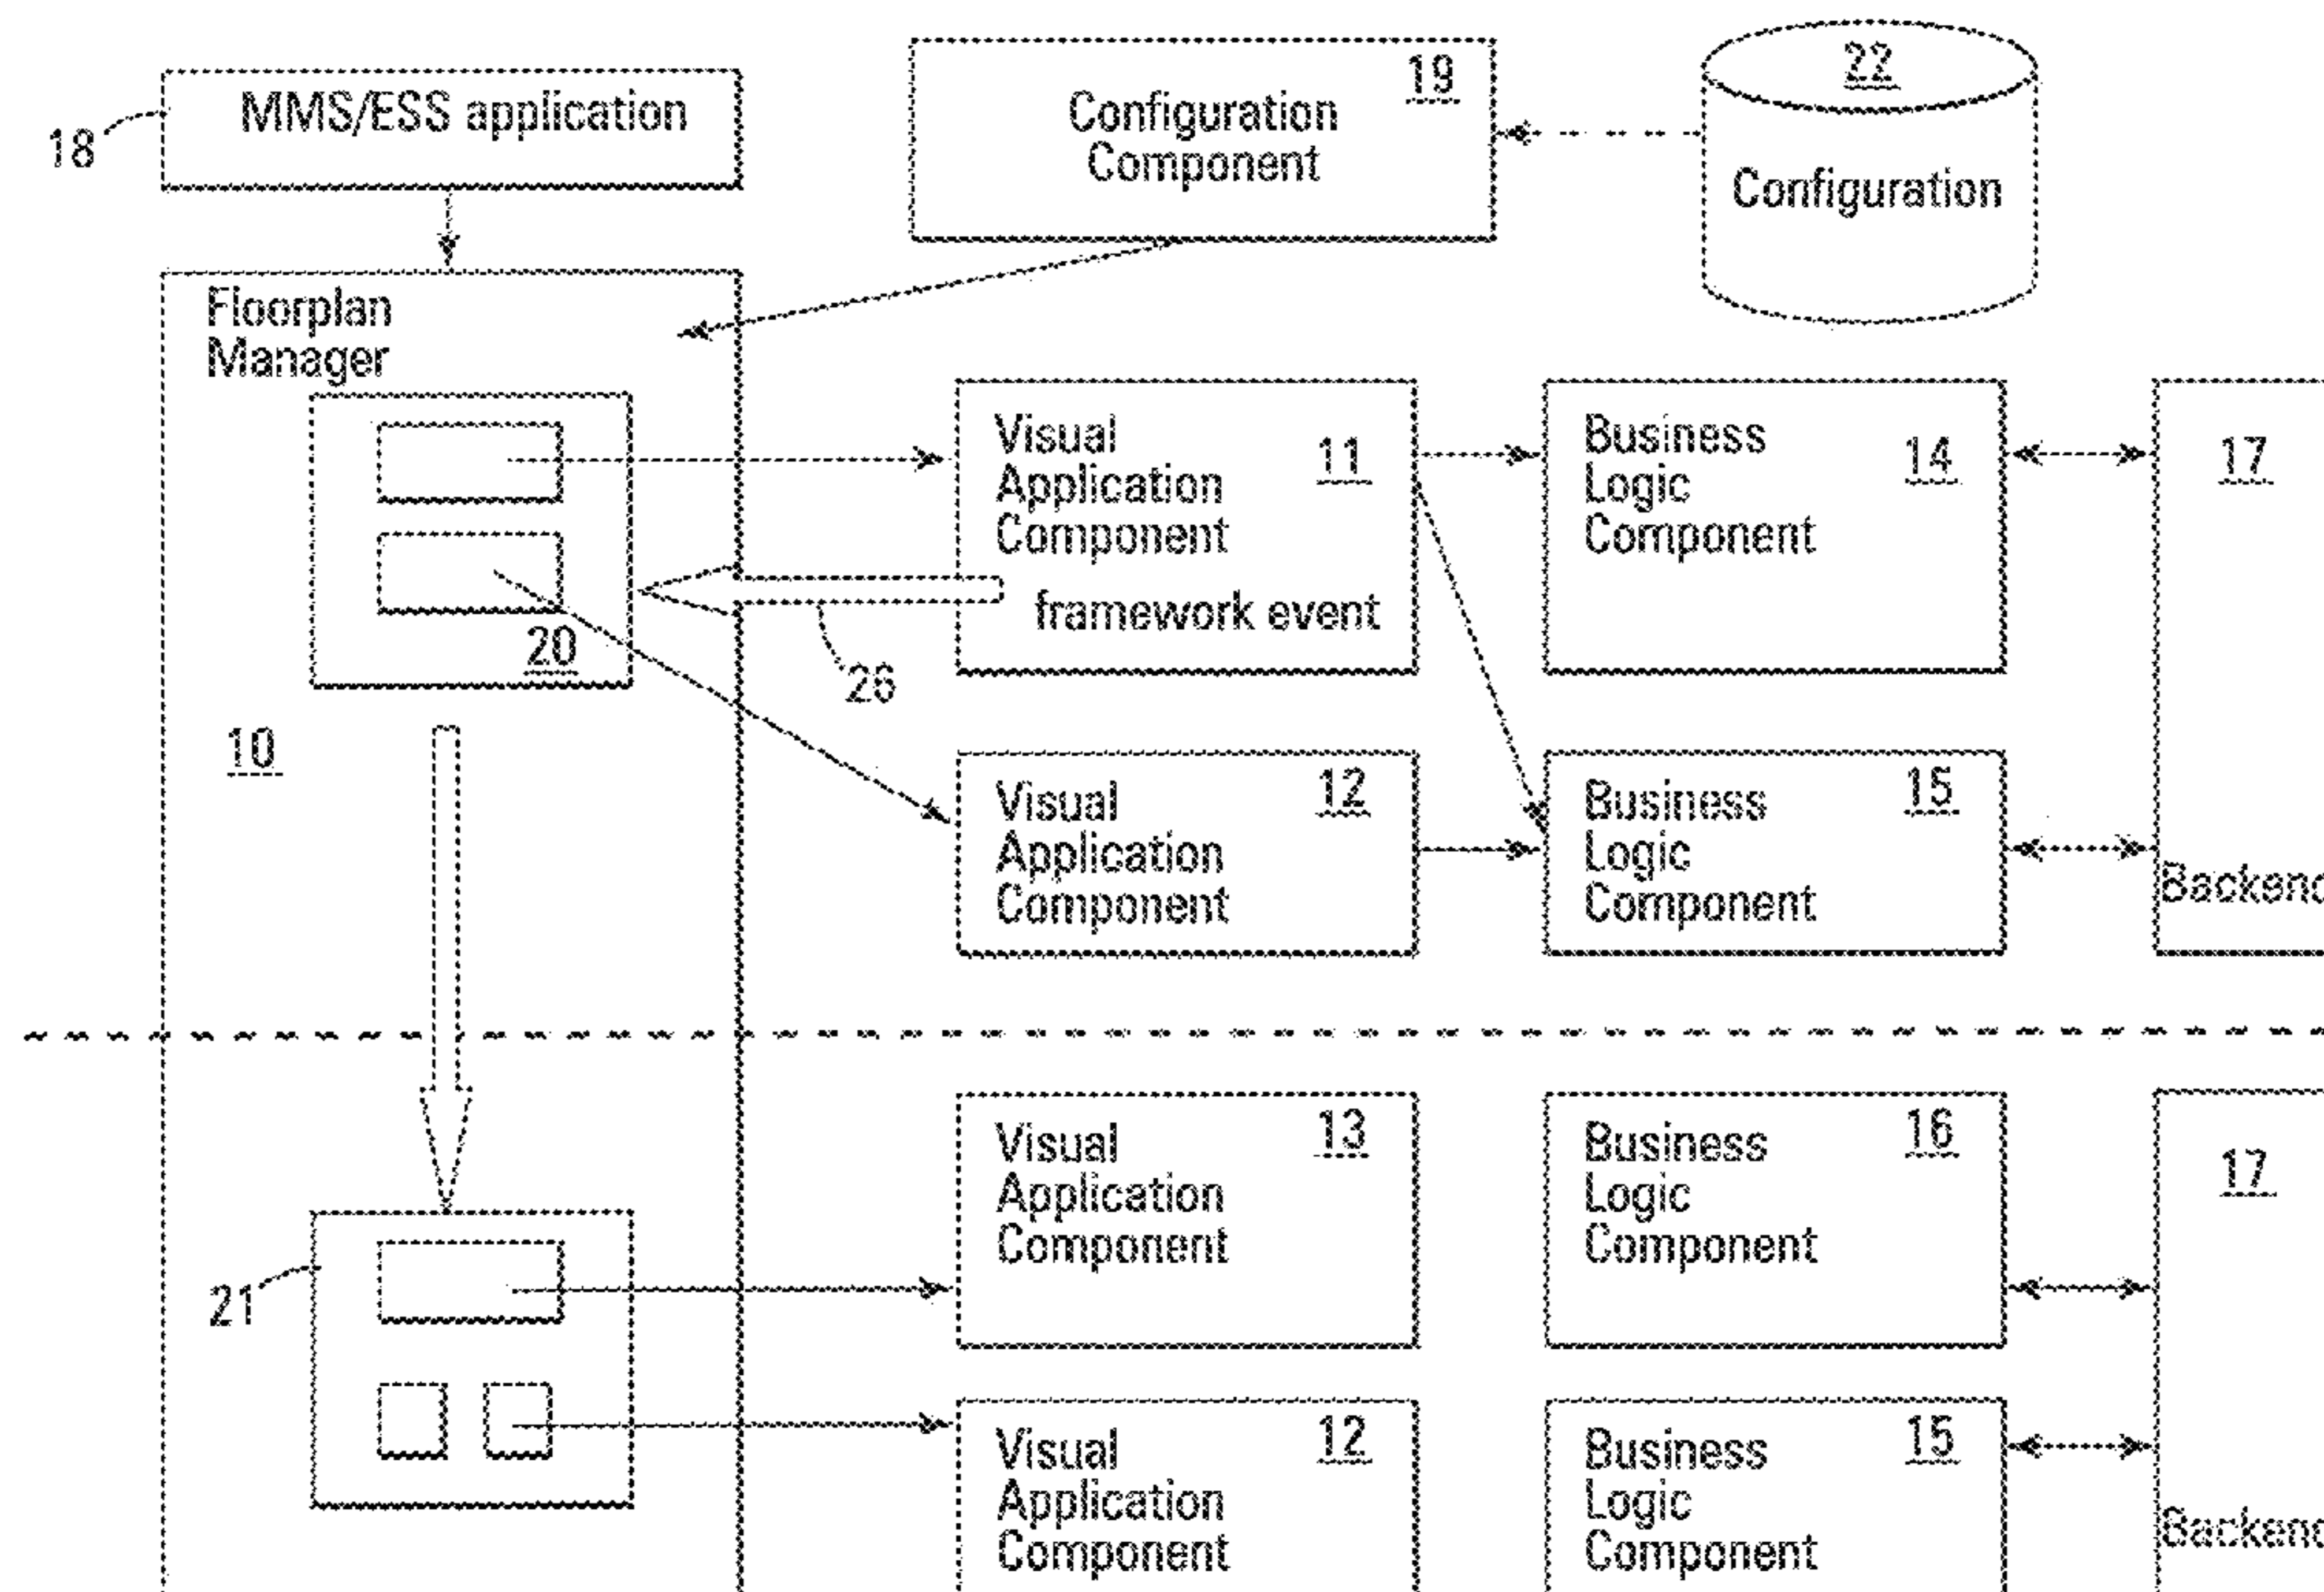 18
MMS/ESS application
Configuration
Component
19
22
Configuration
Floorplan
Manager
20
10
Visual
Application
Component
11
framework event
26
Business
Logic
Component
14
17
Visual
Application
Component
12
Business
Logic
Component
15
Backend
21
Visual
Application
Component
13
Business
Logic
Component
16
17
Visual
Application
Component
12
Business
Logic
Component
15
Backend